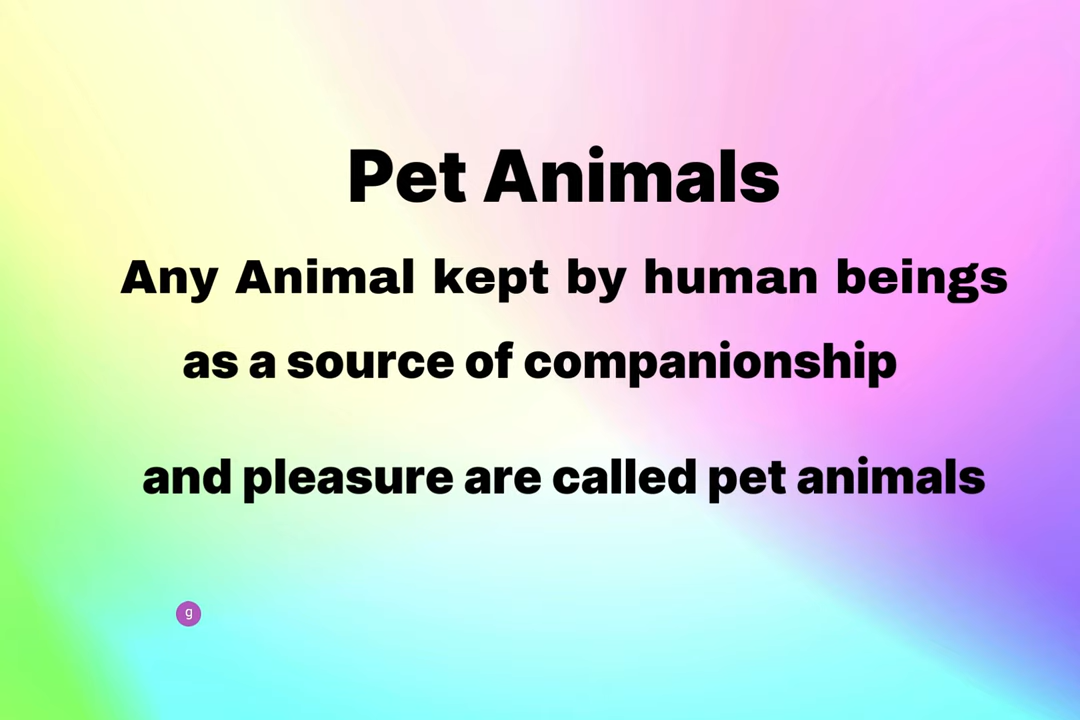 Pet Animals
Any Animal kept by human beings
as a source of companionship
and pleasure are called pet animals
g